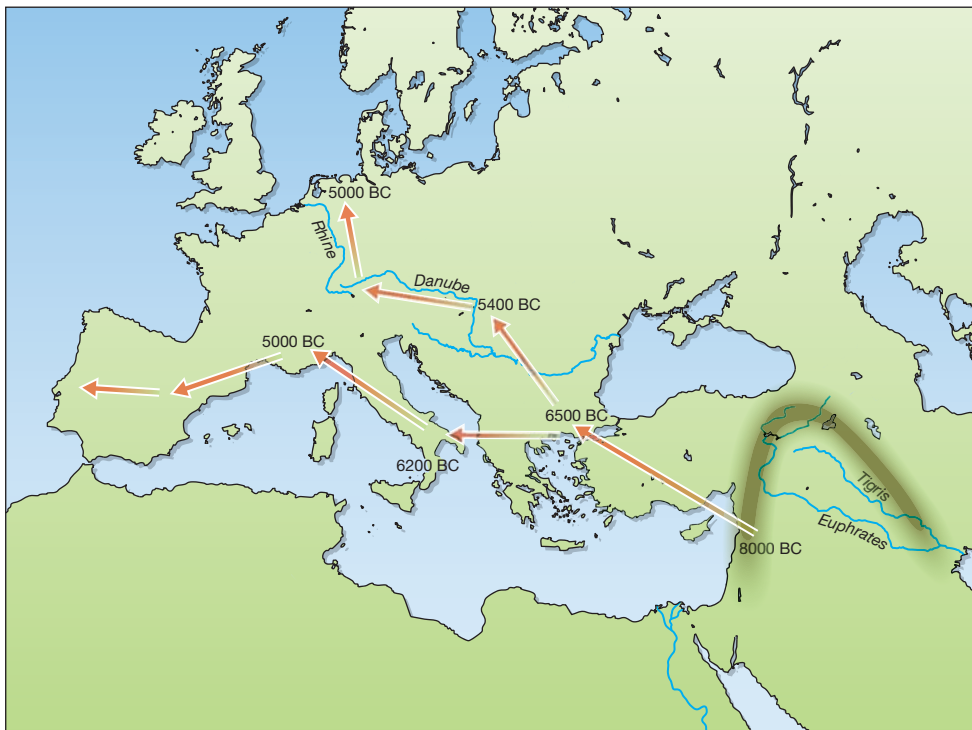 5000 BC
Rhine
Danube
5400 BC
5000 BC
6500 BC
6200 BC
Tigris
Euphrates
8000 BC